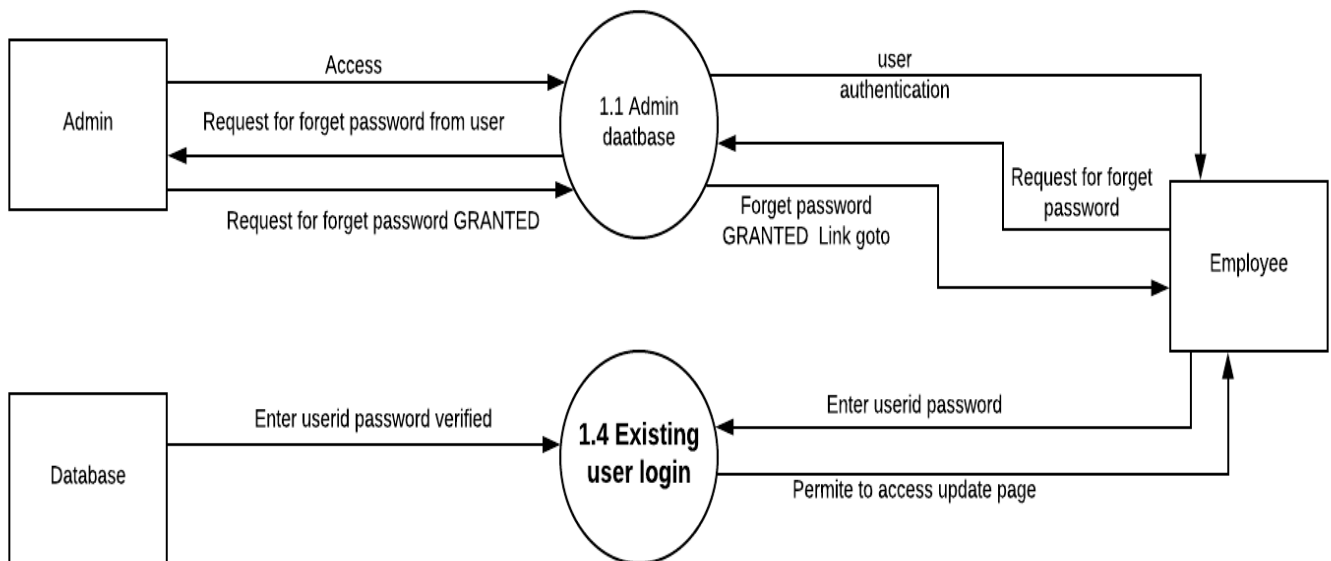 Access
user
authentication
Admin
1.1 Admin
daatbase
Request for forget password from user
Request for forget password GRANTED
Request for forget
password
Forget password
GRANTED Link goto
Employee
Enter userid password verified
Enter userid password
1.4 Existing
user login
Database
Permite to access update page